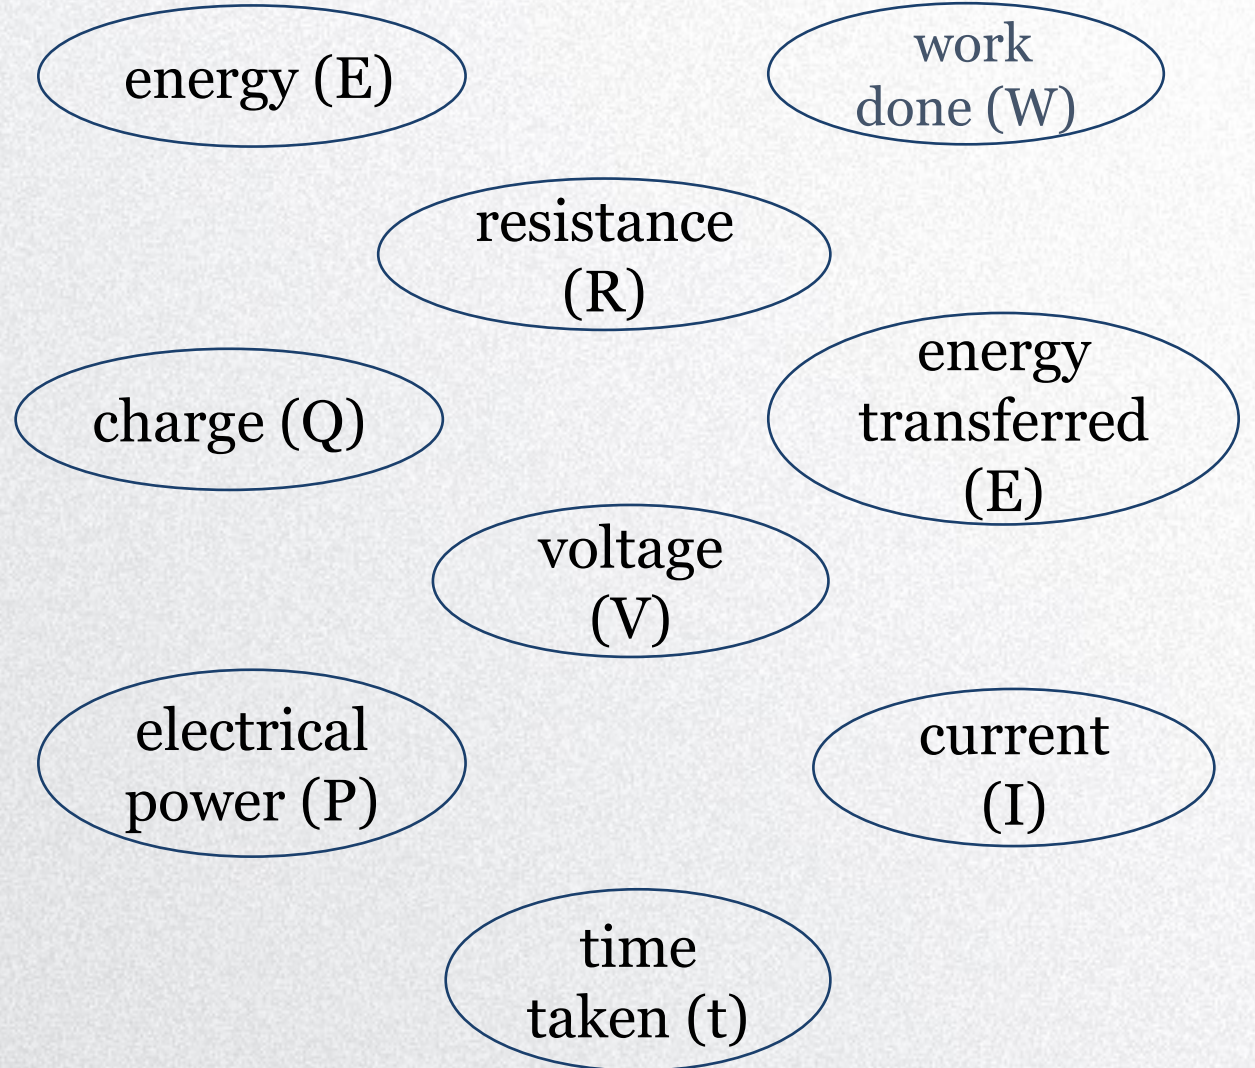 energy (E)
work
done (W)
resistance
(R)
energy
transferred
(E)
charge (Q)
voltage
(V)
electrical
power (P)
current
(I)
time
taken (t)